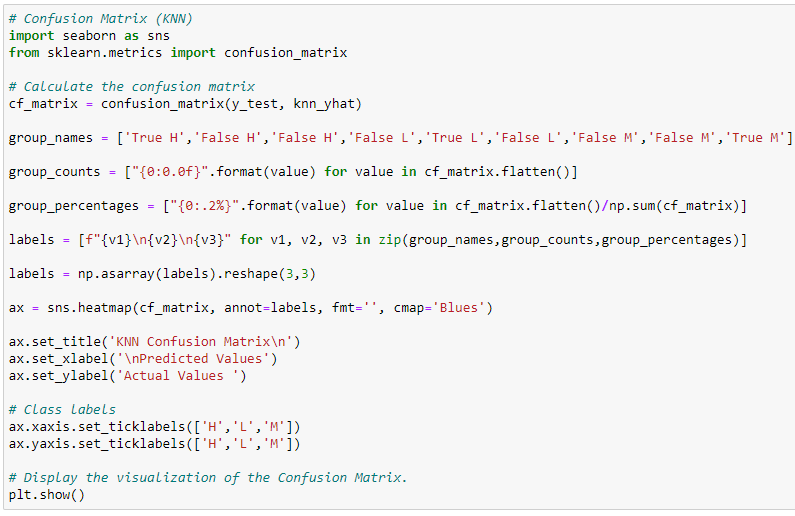 # Confusion Matrix (KNN)
import seaborn as sns
from sklearn.metrics import confusion_matrix
# Calculate the confusion matrix
cf_matrix = confusion_matrix(y_test, knn_yhat)
group_names = ['True H','False H','False H','False L','True L','False L','False M','False M','True M']
group_counts = ["{0:0.0f}".format(value) for value in cf_matrix.flatten()]
group_percentages = ["{0:.2%}".format(value) for value in cf_matrix.flatten()/np.sum(cf_matrix)]
labels = [f"{v1}\n{v2}\n{v3}" for v1, v2, v3 in zip(group_names,group_counts,group_percentages)]
labels = np.asarray(labels).reshape(3,3)
ax = sns.heatmap(cf_matrix, annot=labels, fmt='', cmap='Blues')
ax.set_title('KNN Confusion Matrix\n')
ax.set_xlabel('\nPredicted Values')
ax.set_ylabel('Actual Values ')
# Class labels
ax.xaxis.set_ticklabels(['H','L','M'])
ax.yaxis.set_ticklabels(['H','L','M'])
# Display the visualization of the Confusion Matrix.
plt.show()